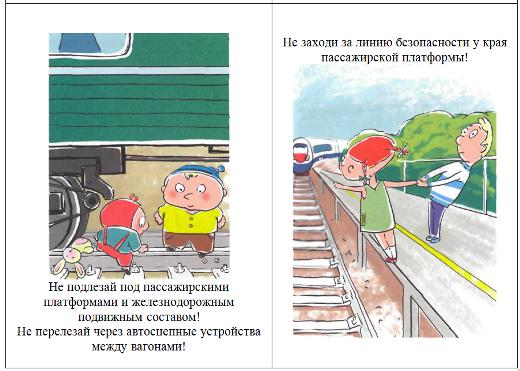 Не подлезай под пассажирскими
платформами и железнодорожным
подвижным составом!
Не перелезай через автосцепные устройства
между вагонами!
Не заходи за линию безопасности у края
пассажирской платформы!